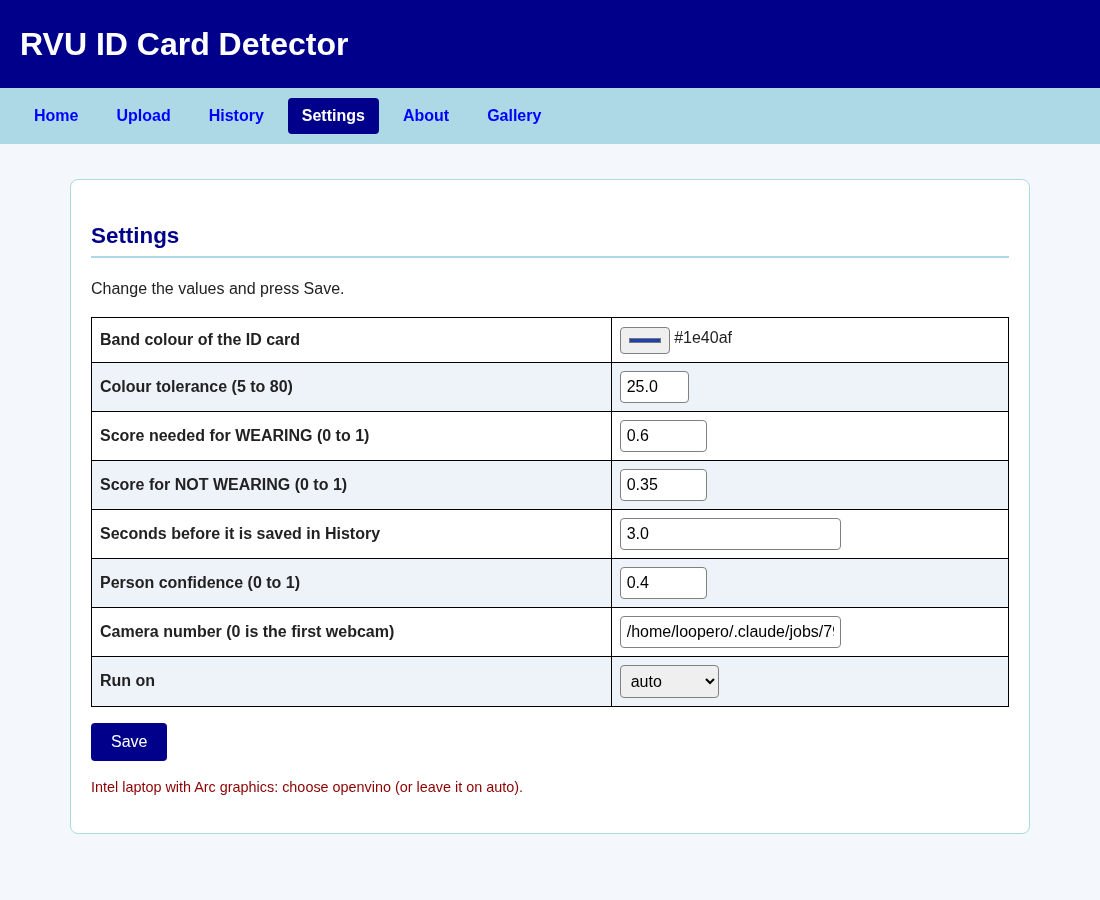 RVU ID Card Detector
Home Upload History Settings About Gallery
Settings
Change the values and press Save.
Band colour of the ID card #1e40af
Colour tolerance (5 to 80) 25.0
Score needed for WEARING (0 to 1) 0.6
Score for NOT WEARING (0 to 1) 0.35
Seconds before it is saved in History 3.0
Person confidence (0 to 1) 0.4
Camera number (0 is the first webcam) /home/loopero/.claude/jobs/7
Run on auto
Save
Intel laptop with Arc graphics: choose openvino (or leave it on auto).